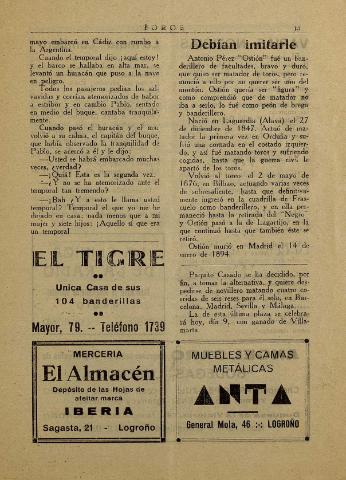 TOROS
mayo embarcó en Cádiz con rumbo a
la Argentina.
Cuando el temporal dijo ¡aquí estoy!
y el barco se hallaba en alta mar, se
levantó un huracán que puso a la nave
en peligro.
Todos los pasajeros pedían los sal-
vavidas y corrían atemorizados de babor
a estribor y en cambio Pablo, sentado
en medio del buque, cantaba tranquila-
mente.
Cuando pasó el huracán y el mar
volvió a su calma, el capitán del buque,
que había observado la tranquilidad de
Pablo, se acercó a él y le dijo:
—Usted se habrá embarcado muchas
veces, ¿verdad?
—¡Quiá! Esta es la segunda vez.
—¿Y no se ha atemorizado ante el
temporal tan tremendo?
—¡Bah ¿Y a esto le llama usted
temporal? Temporal el que yo me he
dejado en casa, nada menos que a mi
mujer y siete hijos: ¡Aquello sí que era
un temporal
EL TIGRE
Unica Casa de sus
104 banderillas
Mayor, 79. -- Teléfono 1739
MERCERIA
El Almacén
Depósito de las Hojas de
afeitar marca
IBERIA
Sagasta, 21 - Logroño
Debían imitarle
Antonio Pérez "Ostión" fué un ban-
derillero de facultades, bravo y duro,
que quiso ser matador de toros, pero re-
nunció a ello por no querer ser uno del
montón. Quería ser "figura" y
como comprendió que de matador no
iba a serlo, lo fué como peón de brega
y banderillero.
Nació en Laguardia (Alava) el 27 de
diciembre de 1847. Actuó de ma-
tador la primera vez en Orduña y su-
frió una cornada en el costado izquier-
do, y así fué matando toros y sufriendo
cogidas, hasta que la guerra civil le
apartó de los toros.
Volvió al toreo el 2 de mayo de
1876, en Bilbao, actuando varias veces
de sobresaliente, hasta que definitiva-
mente ingresó en la cuadrilla de Fras-
cuelo como banderillero, y en ella per-
maneció hasta la retirada del "Negro"
y Ostión pasó a la de Lagartijo, en la
que continuó hasta que también éste se
retiró.
Ostión murió en Madrid el 14 de
enero de 1894.
Parrito Casado se ha decidido, por
fin, a tomar la alternativa, y quiere des-
pedirse de novillero matando cuatro co-
rridas de seis reses para él solo, en Bar-
celona, Madrid, Sevilla y Málaga.
La de esta última plaza se celebra-
rá hoy, día 9, con ganado de Villa-
marta.
MUEBLES Y CAMAS
METÁLICAS
ANTA
General Mola, 46 :-: LOGROÑO